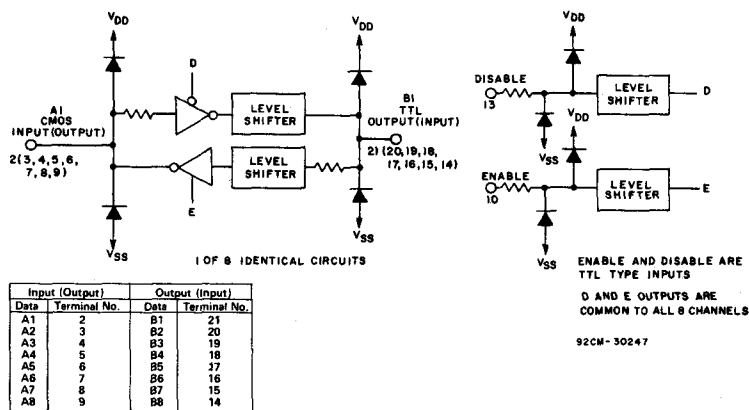 VDD
VDD
D
A1
CMOS
INPUT(OUTPUT)
2(3,4,5,6,
7,8,9)
LEVEL
SHIFTER
B1
TTL
OUTPUT(INPUT)
2) (20,19,18,
17,16,15,14)
LEVEL
SHIFTER
E
VSS
VSS
1 OF 8 IDENTICAL CIRCUITS
VDD
DISABLE
13
LEVEL
SHIFTER
D
VDD
VSS
ENABLE
10
LEVEL
SHIFTER
E
VSS
ENABLE AND DISABLE ARE
TTL TYPE INPUTS
D AND E OUTPUTS ARE
COMMON TO ALL 8 CHANNELS
92CM-30247
Input (Output) Output (Input)
Data Terminal No. Data Terminal No.
A1 2 B1 21
A2 3 B2 20
A3 4 B3 19
A4 5 B4 18
A5 6 B5 17
A6 7 B6 16
A7 8 B7 15
A8 9 B8 14